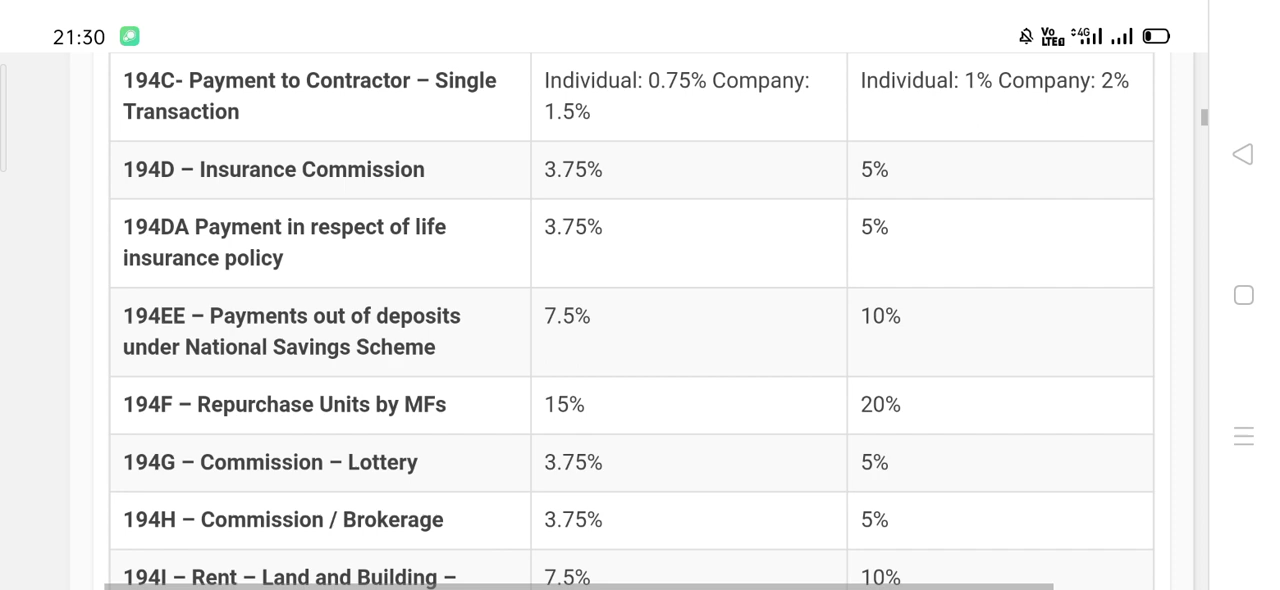 21:30
Vo
LTE
4G
194C- Payment to Contractor – Single
Transaction
Individual: 0.75% Company:
1.5%
Individual: 1% Company: 2%
194D – Insurance Commission
3.75%
5%
194DA Payment in respect of life
insurance policy
3.75%
5%
194EE – Payments out of deposits
under National Savings Scheme
7.5%
10%
194F – Repurchase Units by MFs
15%
20%
194G – Commission – Lottery
3.75%
5%
194H – Commission / Brokerage
3.75%
5%
194I – Rent – Land and Building –
7.5%
10%